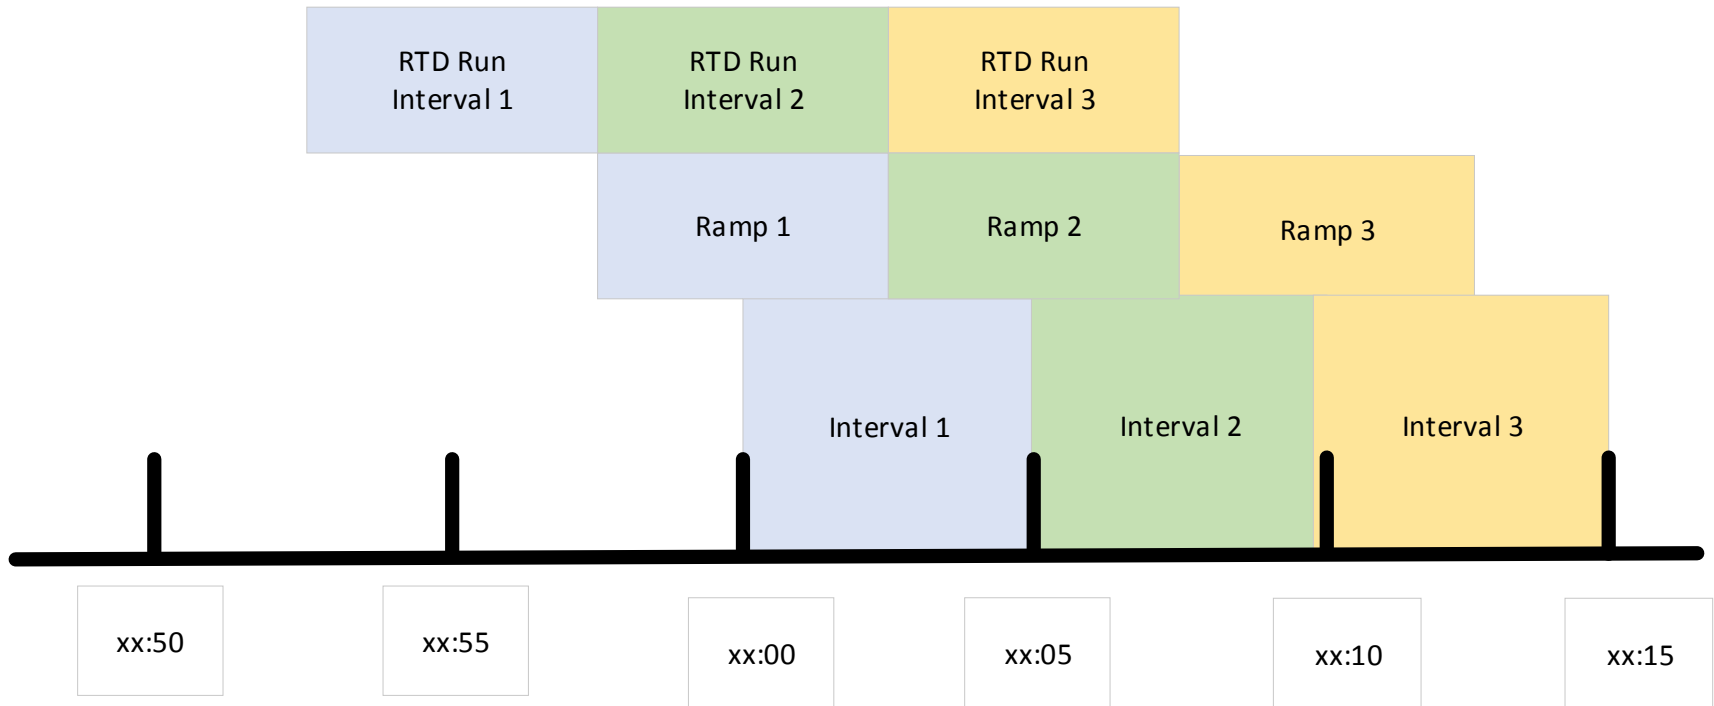 RTD Run
Interval 1
RTD Run
Interval 2
RTD Run
Interval 3
Ramp 1
Ramp 2
Ramp 3
Interval 1
Interval 2
Interval 3
xx:50
xx:55
xx:00
xx:05
xx:10
xx:15